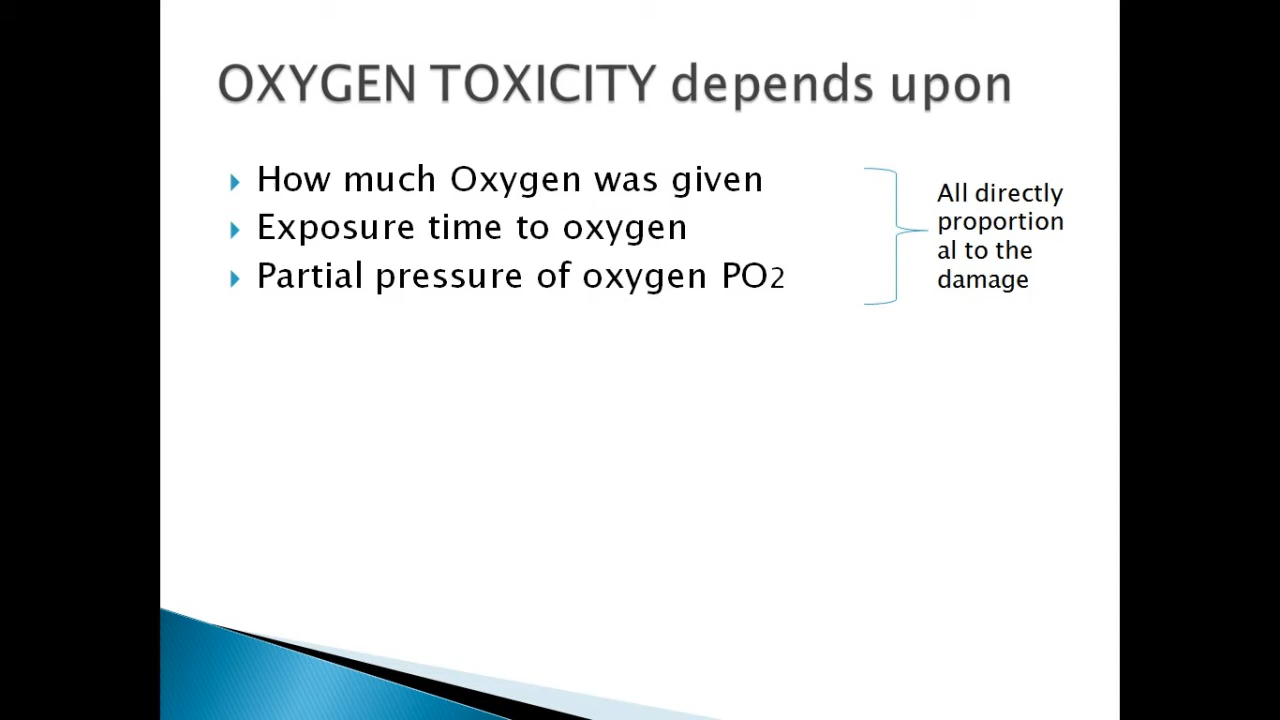 OXYGEN TOXICITY depends upon
How much Oxygen was given
Exposure time to oxygen
Partial pressure of oxygen PO2
All directly
proportion
al to the
damage